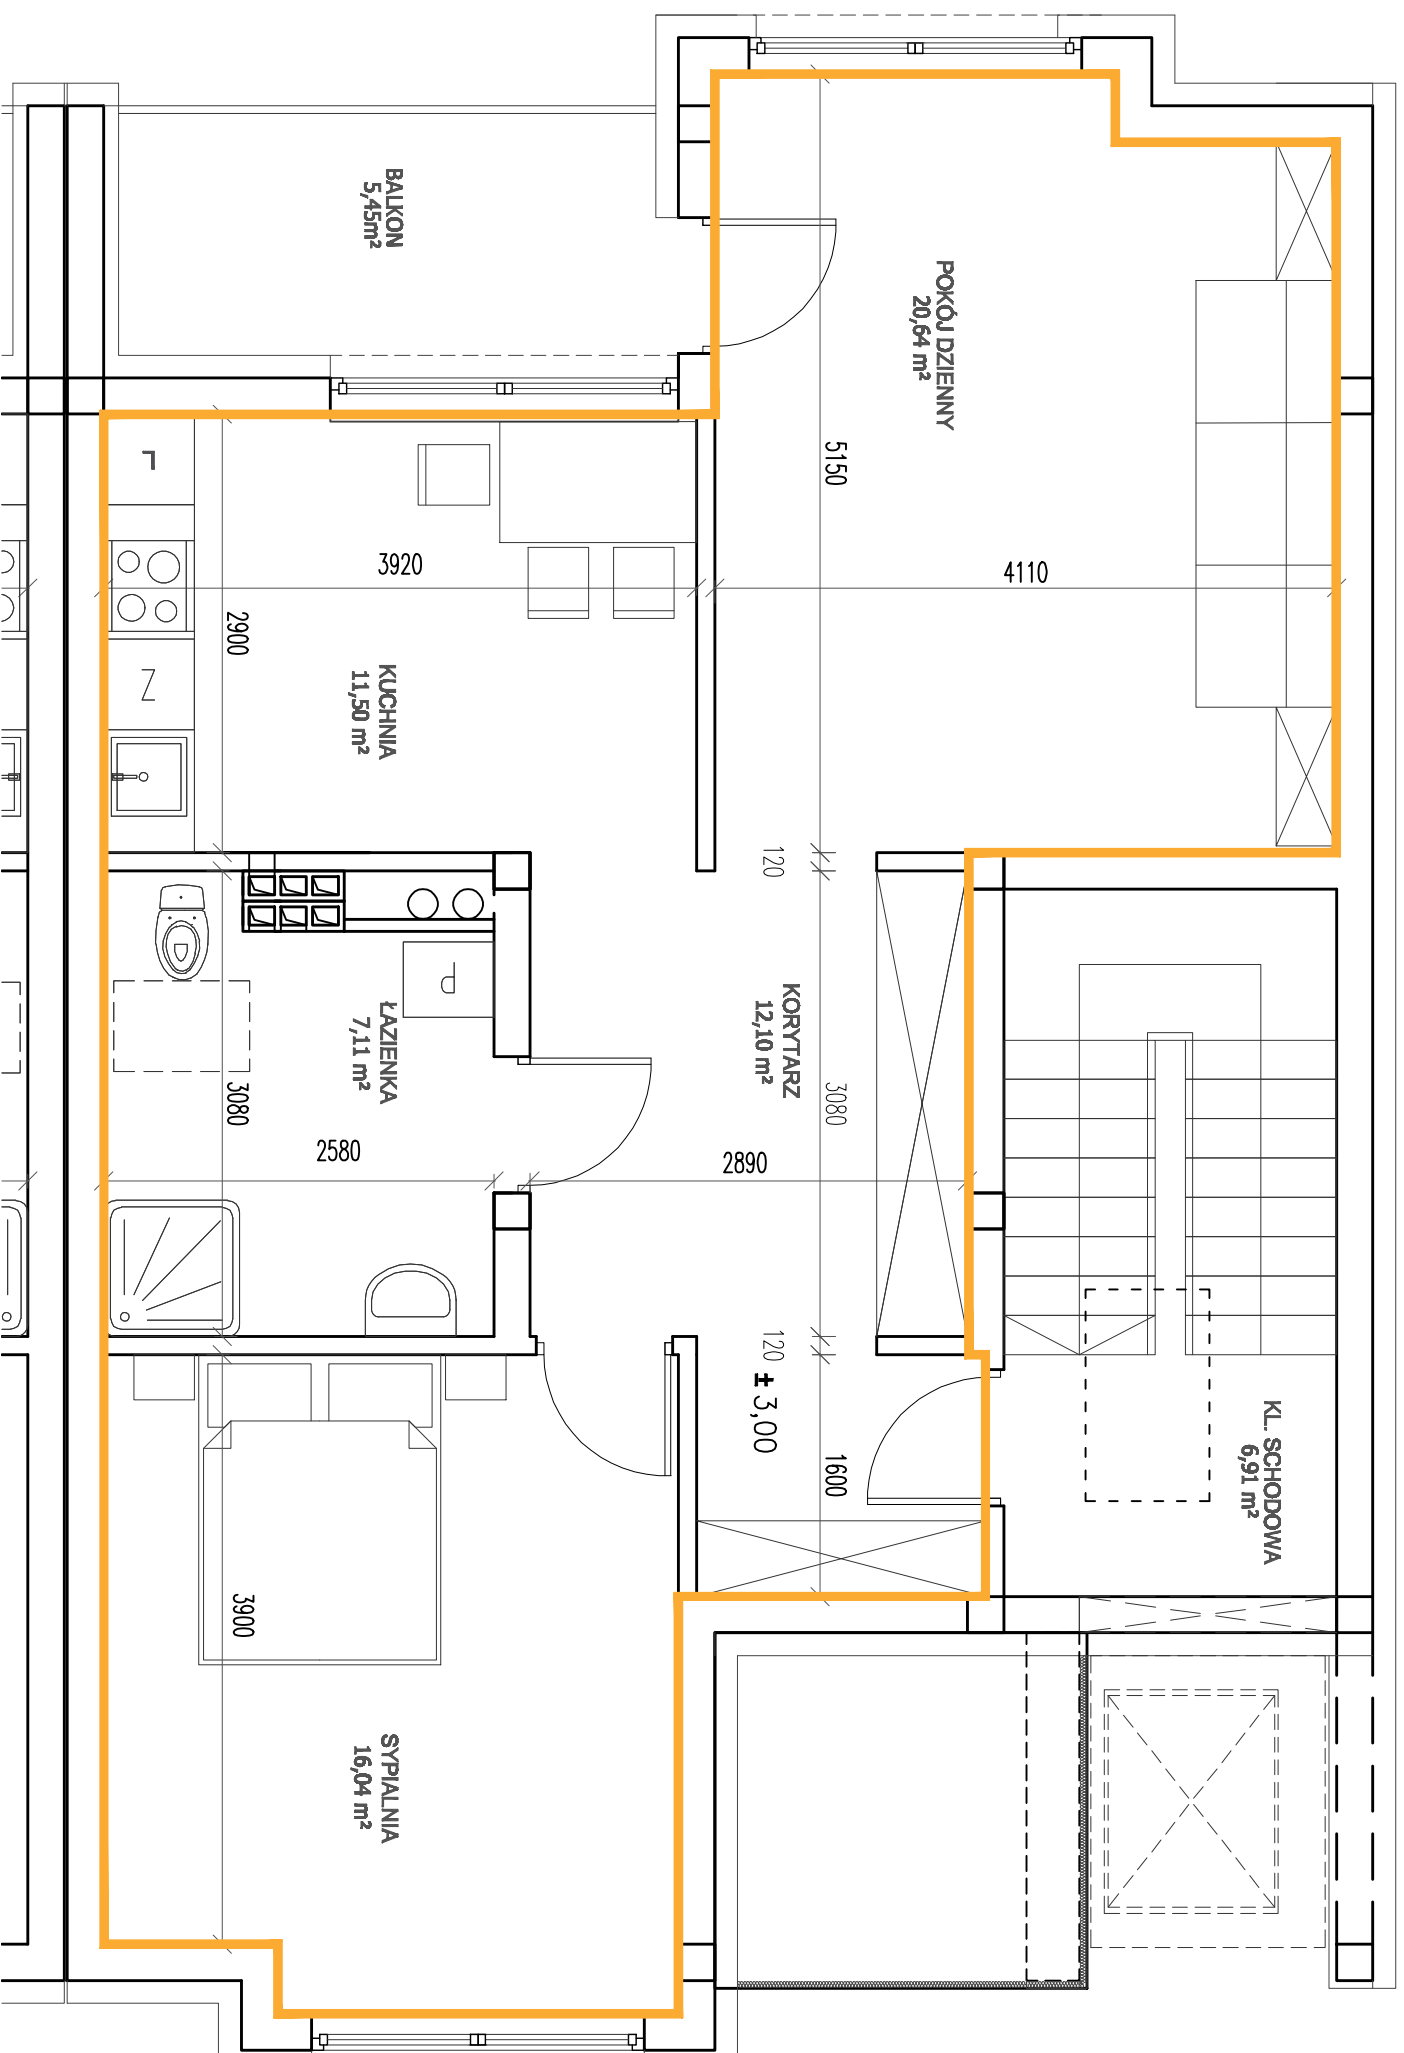 BALKON
5,45m²
POKÓJ DZIENNY
20,64 m²
5150
3920
4110
2900
KUCHNIA
11,50 m²
L
Z
120
ŁAZIENKA
7,11 m²
P
KORYTARZ
12,10 m²
3080
3080
2580
2890
120
± 3,00
1600
KL. SCHODOWA
6,91 m²
3900
SYPIALNIA
16,04 m²